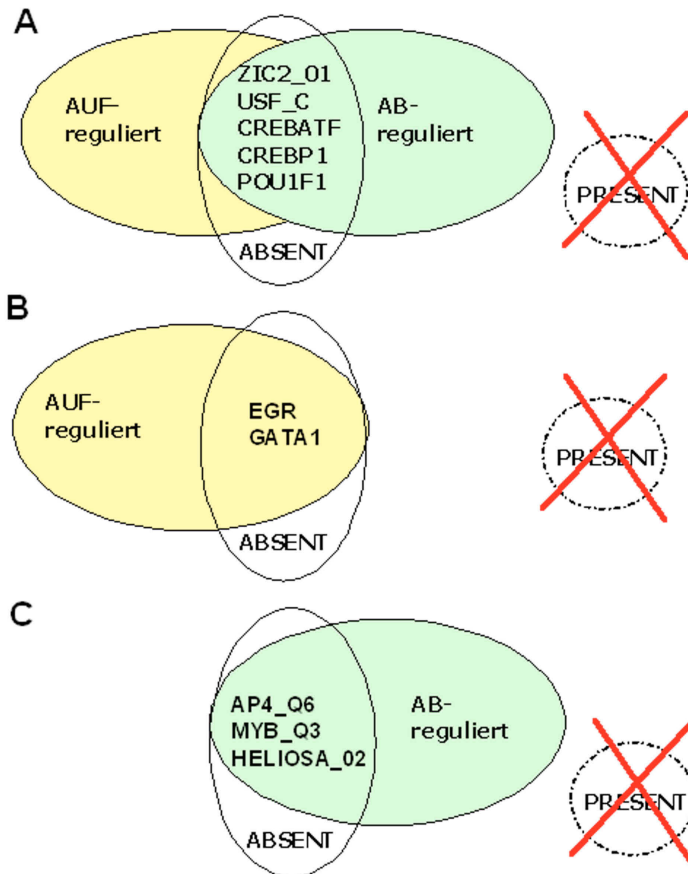 A
AUF-
reguliert
ZIC2_01
USF_C
CREBATF
CREBP1
POU1F1
AB-
reguliert
PRESENT
ABSENT
B
AUF-
reguliert
EGR
GATA1
PRESENT
ABSENT
C
AP4_Q6
MYB_Q3
HELIOSA_02
AB-
reguliert
PRESENT
ABSENT